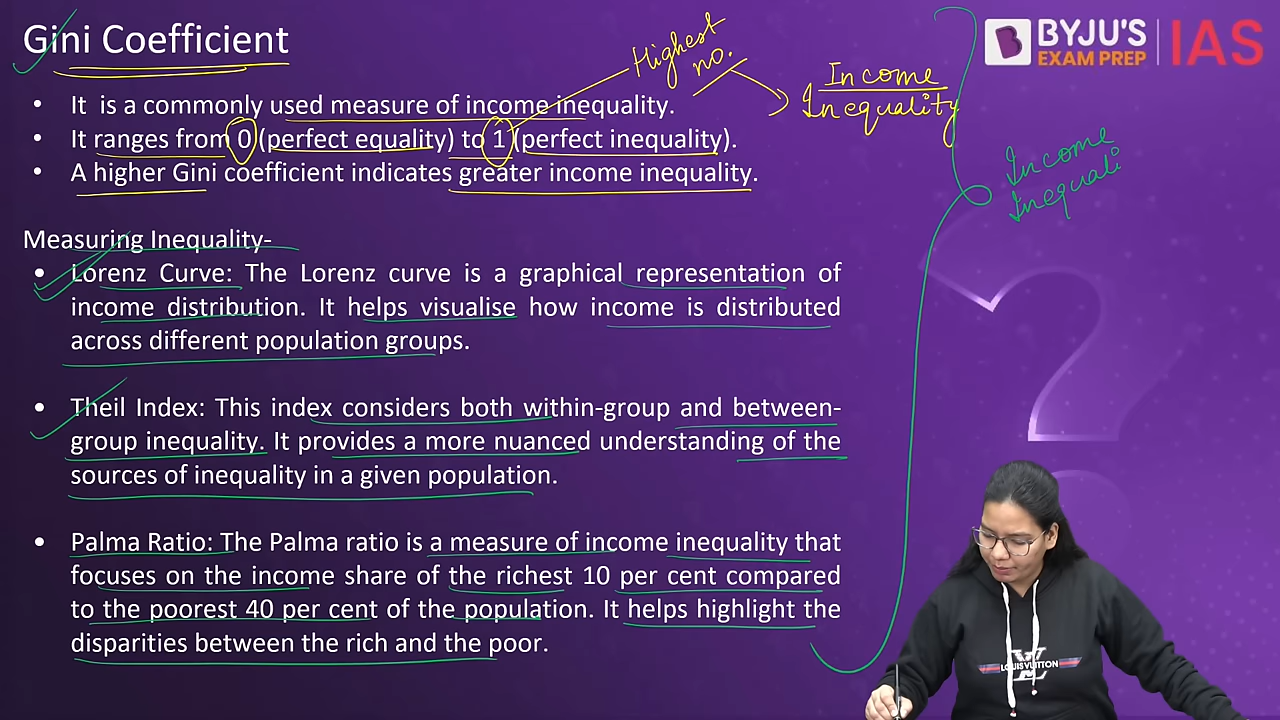 Gini Coefficient
• It is a commonly used measure of income inequality.
• It ranges from 0 (perfect equality) to 1 (perfect inequality).
• A higher Gini coefficient indicates greater income inequality.
Highest
no.
Income
Inequality
BYJU'S
EXAM PREP
IAS
Income
Inequali
Measuring Inequality-
• Lorenz Curve: The Lorenz curve is a graphical representation of
income distribution. It helps visualise how income is distributed
across different population groups.
• Theil Index: This index considers both within-group and between-
group inequality. It provides a more nuanced understanding of the
sources of inequality in a given population.
• Palma Ratio: The Palma ratio is a measure of income inequality that
focuses on the income share of the richest 10 per cent compared
to the poorest 40 per cent of the population. It helps highlight the
disparities between the rich and the poor.
LOUIS VUITTON